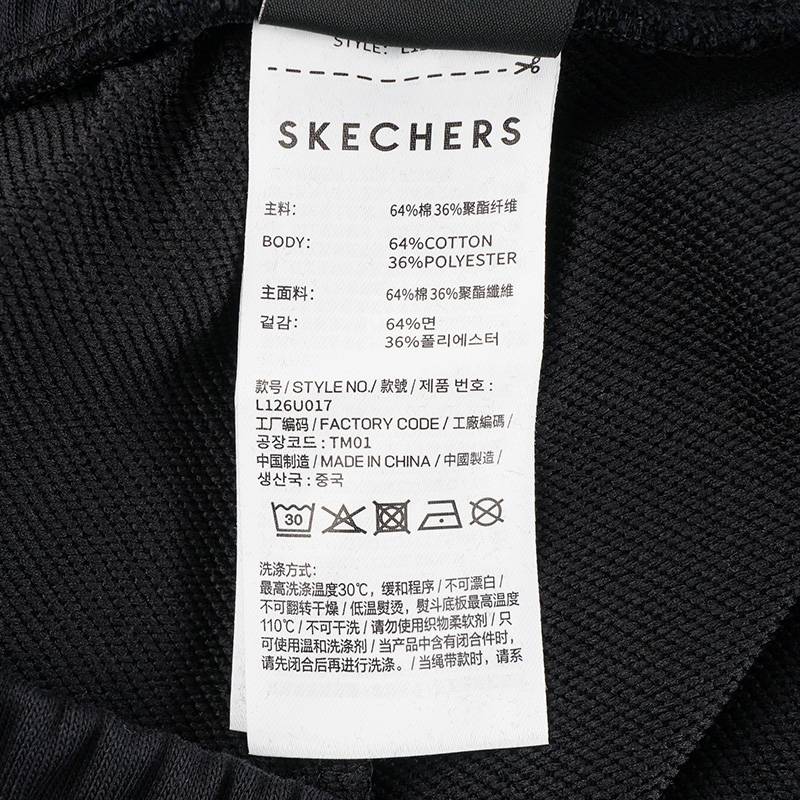 STYLE:
SKECHERS
主料: 64%棉 36%聚酯纤维
BODY: 64%COTTON
36%POLYESTER
主面料: 64%棉 36%聚酯纖維
겉감: 64%면
36%폴리에스터
款号 / STYLE NO./ 款號 / 제품 번호 :
L126U017
工厂编码 / FACTORY CODE / 工廠編碼 /
공장코드 : TM01
中国制造 / MADE IN CHINA / 中國製造 /
생산국 : 중국
30
洗涤方式:
最高洗涤温度30℃, 缓和程序 / 不可漂白 /
不可翻转干燥 / 低温熨烫, 熨斗底板最高温度
110℃ / 不可干洗 / 请勿使用织物柔软剂 / 只
可使用温和洗涤剂 / 当产品中含有闭合件时,
请先闭合后再进行洗涤。/ 当绳带款时, 请系